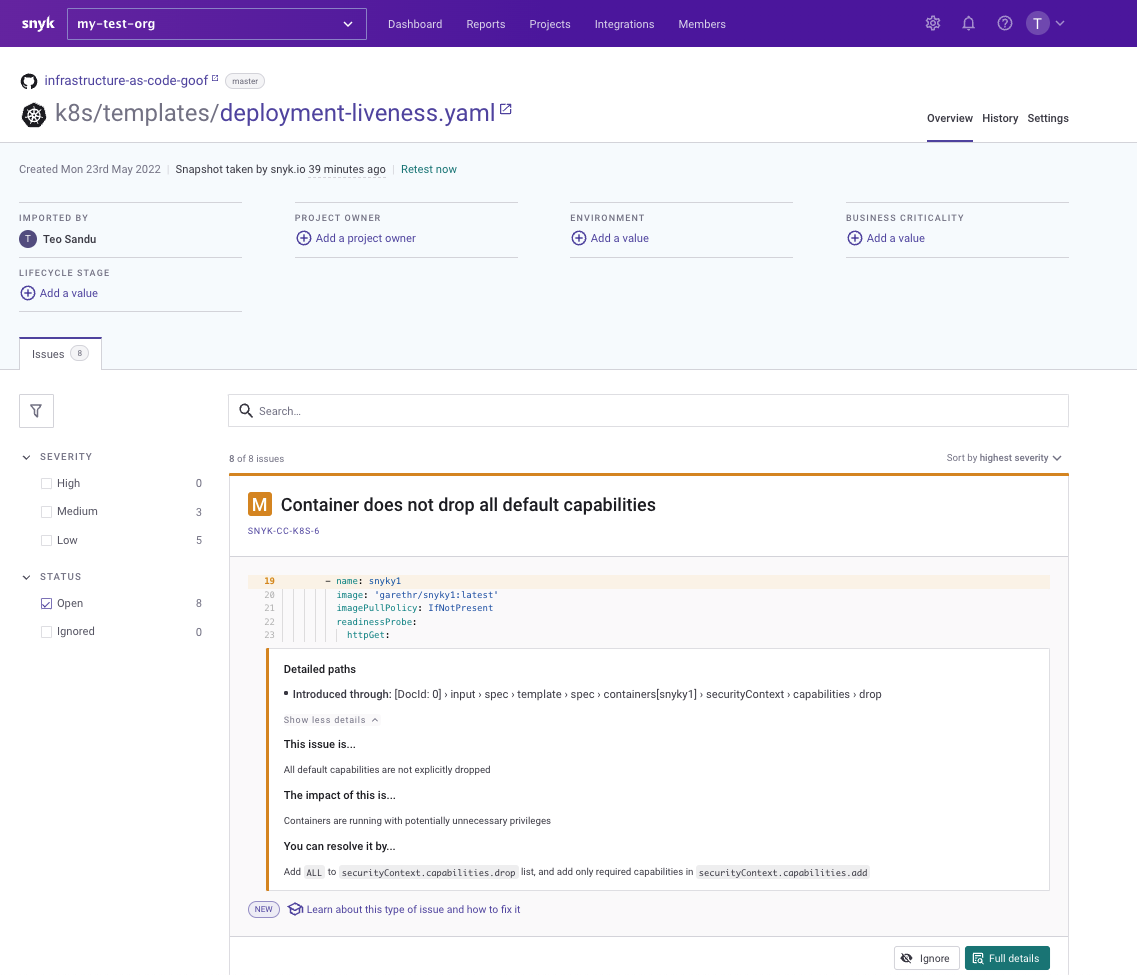 snyk my-test-org Dashboard Reports Projects Integrations Members T
infrastructure-as-code-goof master
k8s/templates/deployment-liveness.yaml
Overview History Settings
Created Mon 23rd May 2022 | Snapshot taken by snyk.io 39 minutes ago | Retest now
IMPORTED BY PROJECT OWNER ENVIRONMENT BUSINESS CRITICALITY
T Teo Sandu Add a project owner Add a value Add a value
LIFECYCLE STAGE
Add a value
Issues 8
Search...
8 of 8 issues Sort by highest severity
SEVERITY
High 0
Medium 3
Low 5
STATUS
Open 8
Ignored 0
M Container does not drop all default capabilities
SNYK-CC-K8S-6
19 - name: snyky1
20 image: 'garethr/snyky1:latest'
21 imagePullPolicy: IfNotPresent
22 readinessProbe:
23 httpGet:
Detailed paths
• Introduced through: [DocId: 0] › input › spec › template › spec › containers[snyky1] › securityContext › capabilities › drop
Show less details
This issue is...
All default capabilities are not explicitly dropped
The impact of this is...
Containers are running with potentially unnecessary privileges
You can resolve it by...
Add ALL to securityContext.capabilities.drop list, and add only required capabilities in securityContext.capabilities.add
NEW Learn about this type of issue and how to fix it
Ignore Full details